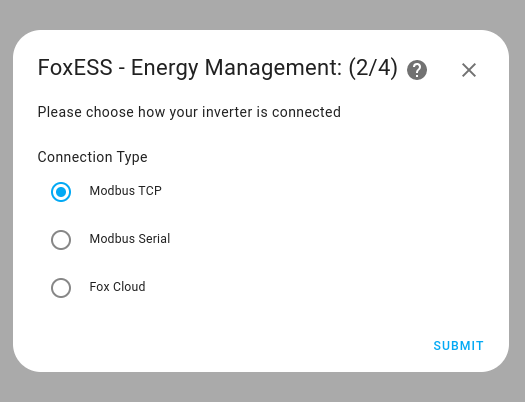 FoxESS - Energy Management: (2/4)
Please choose how your inverter is connected
Connection Type
Modbus TCP
Modbus Serial
Fox Cloud
SUBMIT